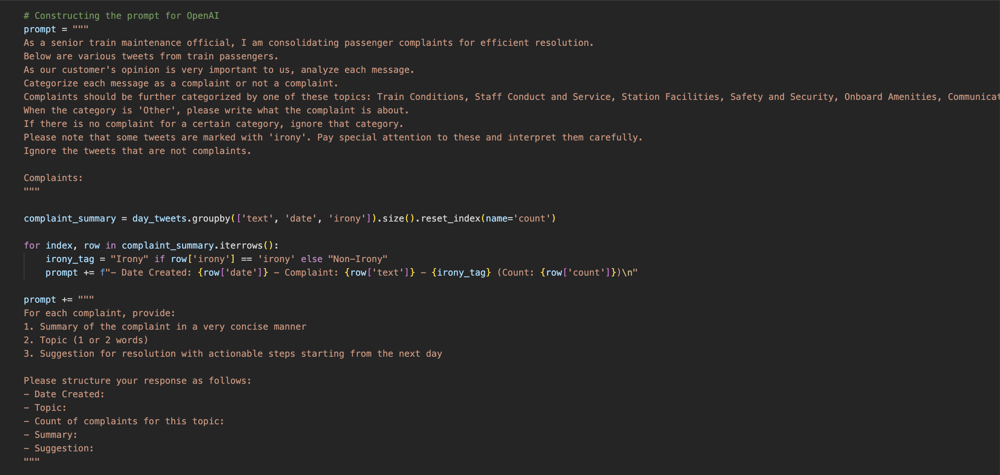 # Constructing the prompt for OpenAI
prompt = """
As a senior train maintenance official, I am consolidating passenger complaints for efficient resolution.
Below are various tweets from train passengers.
As our customer's opinion is very important to us, analyze each message.
Categorize each message as a complaint or not a complaint.
Complaints should be further categorized by one of these topics: Train Conditions, Staff Conduct and Service, Station Facilities, Safety and Security, Onboard Amenities,
When the category is 'Other', please write what the complaint is about.
If there is no complaint for a certain category, ignore that category.
Please note that some tweets are marked with 'irony'. Pay special attention to these and interpret them carefully.
Ignore the tweets that are not complaints.
Complaints:
"""
complaint_summary = day_tweets.groupby(['text', 'date', 'irony']).size().reset_index(name='count')
for index, row in complaint_summary.iterrows():
    irony_tag = "Irony" if row['irony'] == 'irony' else "Non-Irony"
    prompt += f"- Date Created: {row['date']} - Complaint: {row['text']} - {irony_tag} (Count: {row['count']})\n"
prompt += """
For each complaint, provide:
1. Summary of the complaint in a very concise manner
2. Topic (1 or 2 words)
3. Suggestion for resolution with actionable steps starting from the next day
Please structure your response as follows:
- Date Created:
- Topic:
- Count of complaints for this topic:
- Summary:
- Suggestion:
"""